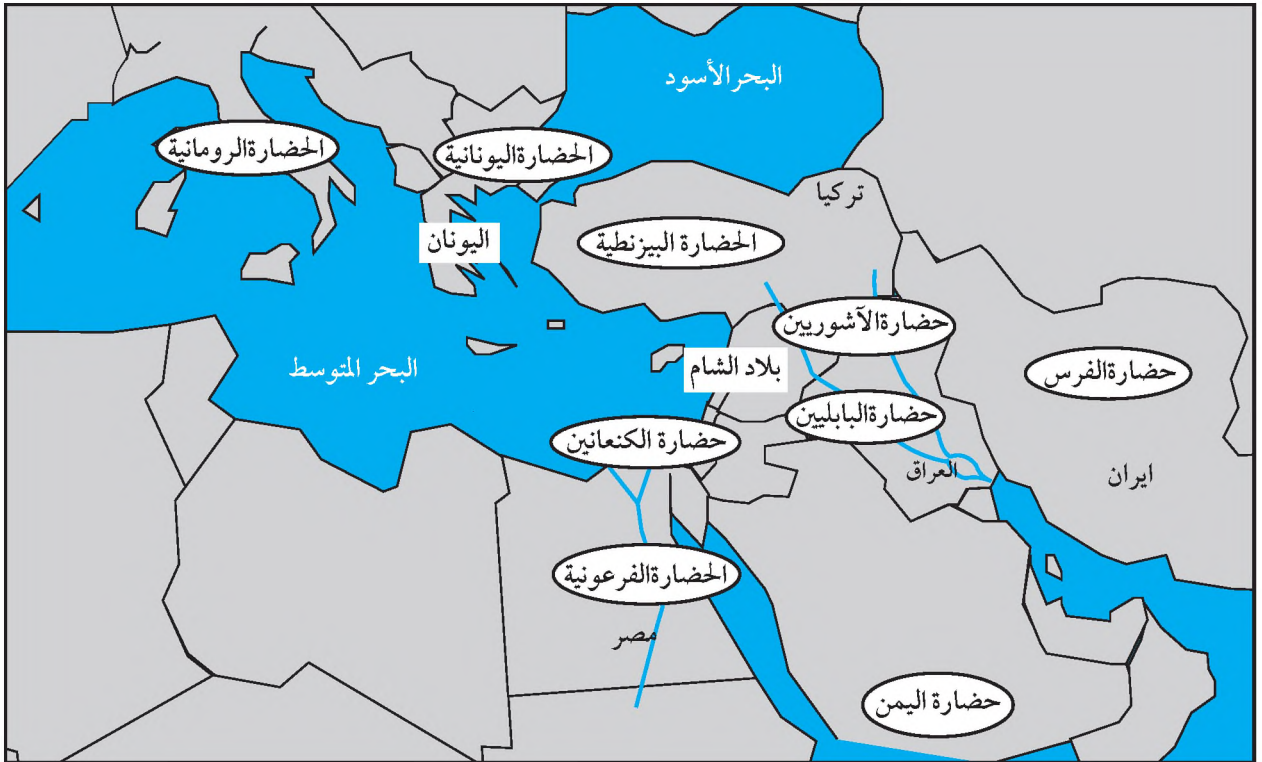 البحر الأسود
الحضارة اليونانية
الحضارة الرومانية
تركيا
الحضارة البيزنطية
اليونان
حضارة الآشوريين
حضارة الفرس
بلاد الشام
البحر المتوسط
حضارة البابليين
حضارة الكنعانين
ايران
العراق
الحضارة الفرعونية
مصر
حضارة اليمن